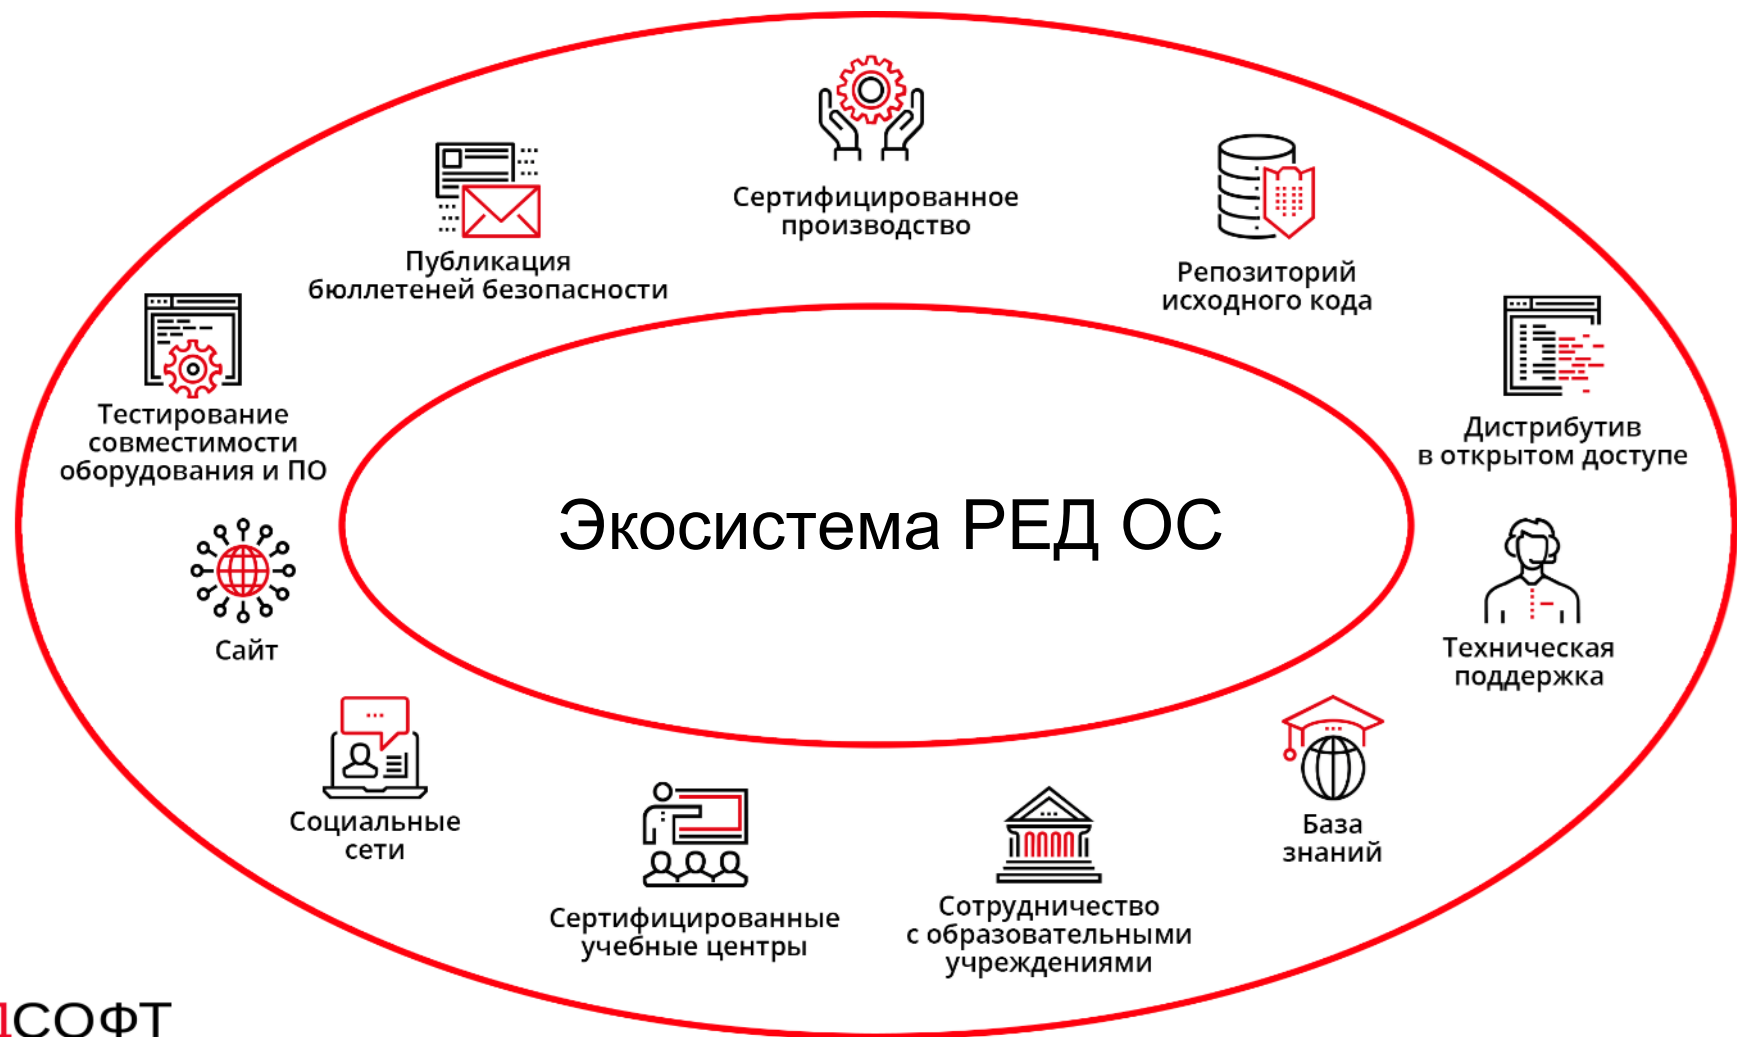 Сертифицированное
производство
Публикация
бюллетеней безопасности
Репозиторий
исходного кода
Тестирование
совместимости
оборудования и ПО
Дистрибутив
в открытом доступе
Экосистема РЕД ОС
Сайт
Техническая
поддержка
Социальные
сети
База
знаний
Сертифицированные
учебные центры
Сотрудничество
с образовательными
учреждениями
СОФТ